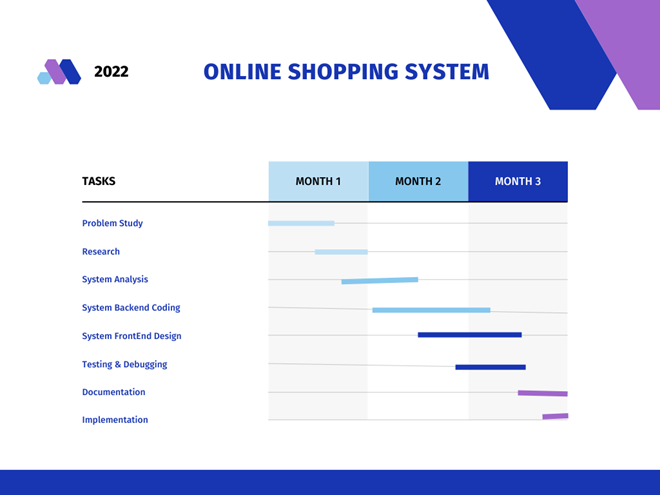 2022
ONLINE SHOPPING SYSTEM
TASKS MONTH 1 MONTH 2 MONTH 3
Problem Study
Research
System Analysis
System Backend Coding
System FrontEnd Design
Testing & Debugging
Documentation
Implementation